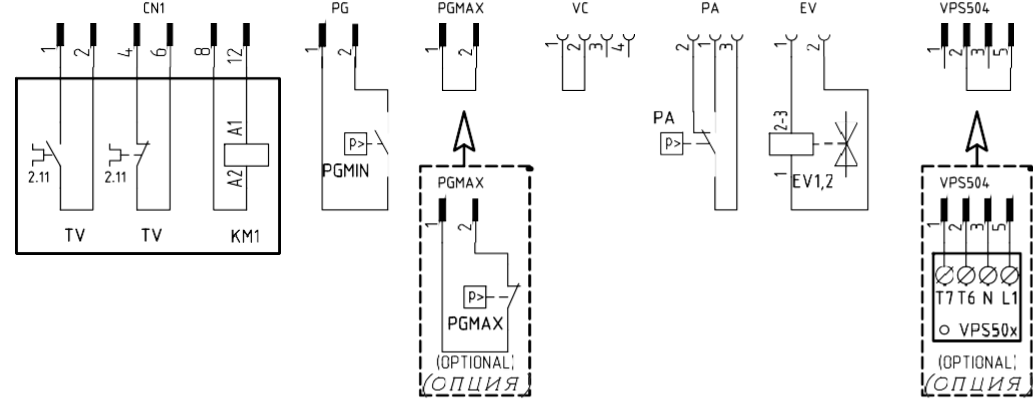 CN1 PG PGMAX VC PA EV VPS504
1 2 4 6 8 12 1 2 1 2 1 2 3 4 2 1 3 1 2 1 2 3 5
A1 2-3
PA
P> P>
2.11 2.11 A2 PGMIN 1 EV1,2
PGMAX VPS504
TV TV KM1 1 2 1 2 3 5
P> T7 T6 N L1
PGMAX VPS50x
(OPTIONAL) (OPTIONAL)
(ОПЦИЯ) (ОПЦИЯ)